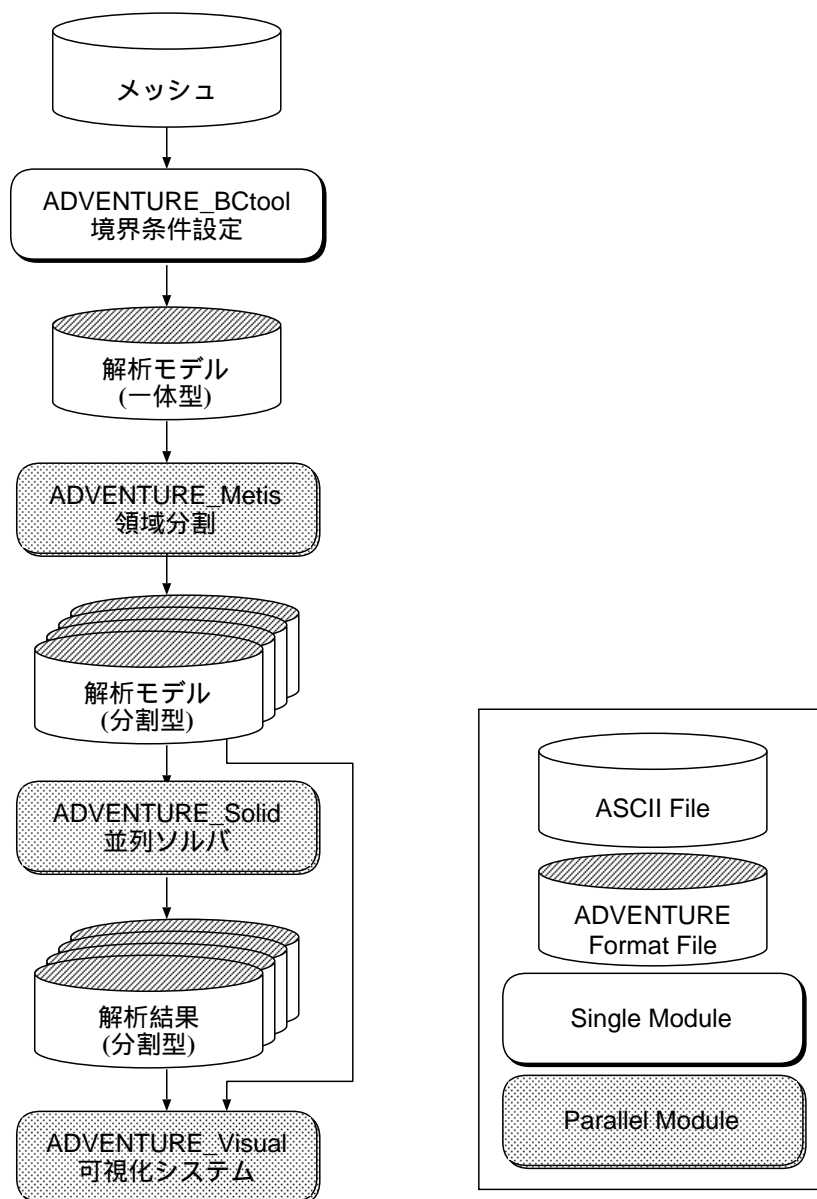 メッシュ
ADVENTURE_BCtool
境界条件設定
解析モデル
(一体型)
ADVENTURE_Metis
領域分割
解析モデル
(分割型)
ADVENTURE_Solid
並列ソルバ
解析結果
(分割型)
ADVENTURE_Visual
可視化システム
ASCII File
ADVENTURE
Format File
Single Module
Parallel Module